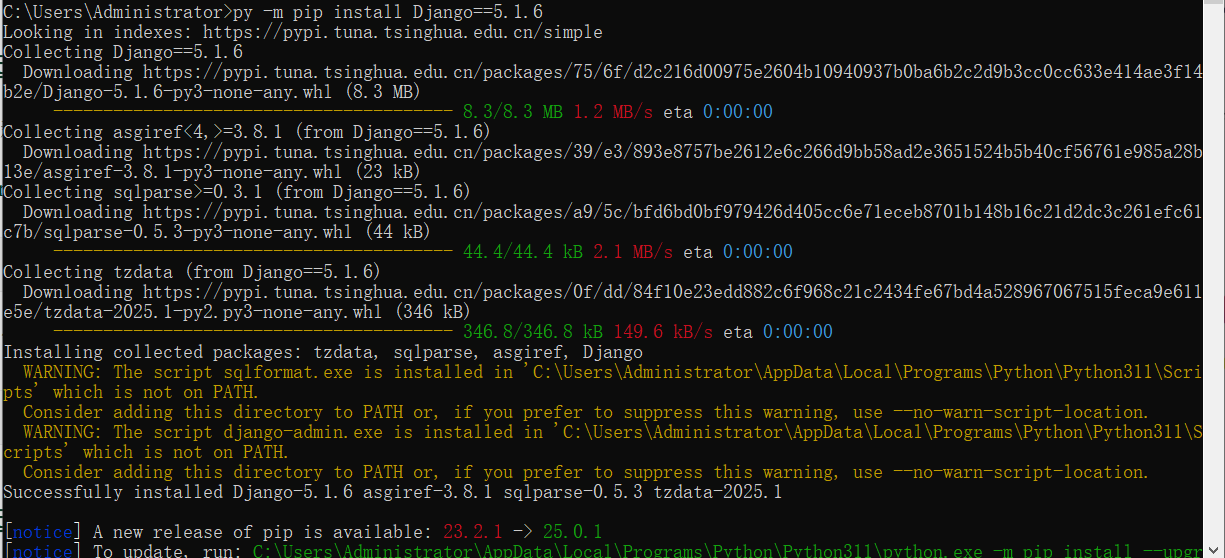 C:\Users\Administrator>py -m pip install Django==5.1.6
Looking in indexes: https://pypi.tuna.tsinghua.edu.cn/simple
Collecting Django==5.1.6
  Downloading https://pypi.tuna.tsinghua.edu.cn/packages/75/6f/d2c216d00975e2604b10940937b0ba6b2c2d9b3cc0cc633e414ae3f14
b2e/Django-5.1.6-py3-none-any.whl (8.3 MB)
     ---------------------------------------- 8.3/8.3 MB 1.2 MB/s eta 0:00:00
Collecting asgiref<4,>=3.8.1 (from Django==5.1.6)
  Downloading https://pypi.tuna.tsinghua.edu.cn/packages/39/e3/893e8757be2612e6c266d9bb58ad2e3651524b5b40cf56761e985a28b
13e/asgiref-3.8.1-py3-none-any.whl (23 kB)
Collecting sqlparse>=0.3.1 (from Django==5.1.6)
  Downloading https://pypi.tuna.tsinghua.edu.cn/packages/a9/5c/bfd6bd0bf979426d405cc6e71eceb8701b148b16c21d2dc3c261efc61
c7b/sqlparse-0.5.3-py3-none-any.whl (44 kB)
     ---------------------------------------- 44.4/44.4 kB 2.1 MB/s eta 0:00:00
Collecting tzdata (from Django==5.1.6)
  Downloading https://pypi.tuna.tsinghua.edu.cn/packages/0f/dd/84f10e23edd882c6f968c21c2434fe67bd4a528967067515feca9e611
e5e/tzdata-2025.1-py2.py3-none-any.whl (346 kB)
     ---------------------------------------- 346.8/346.8 kB 149.6 kB/s eta 0:00:00
Installing collected packages: tzdata, sqlparse, asgiref, Django
  WARNING: The script sqlformat.exe is installed in 'C:\Users\Administrator\AppData\Local\Programs\Python\Python311\Scri
pts' which is not on PATH.
  Consider adding this directory to PATH or, if you prefer to suppress this warning, use --no-warn-script-location.
  WARNING: The script django-admin.exe is installed in 'C:\Users\Administrator\AppData\Local\Programs\Python\Python311\S
cripts' which is not on PATH.
  Consider adding this directory to PATH or, if you prefer to suppress this warning, use --no-warn-script-location.
Successfully installed Django-5.1.6 asgiref-3.8.1 sqlparse-0.5.3 tzdata-2025.1

[notice] A new release of pip is available: 23.2.1 -> 25.0.1
[notice] To update, run: C:\Users\Administrator\AppData\Local\Programs\Python\Python311\python.exe -m pip install --upgr